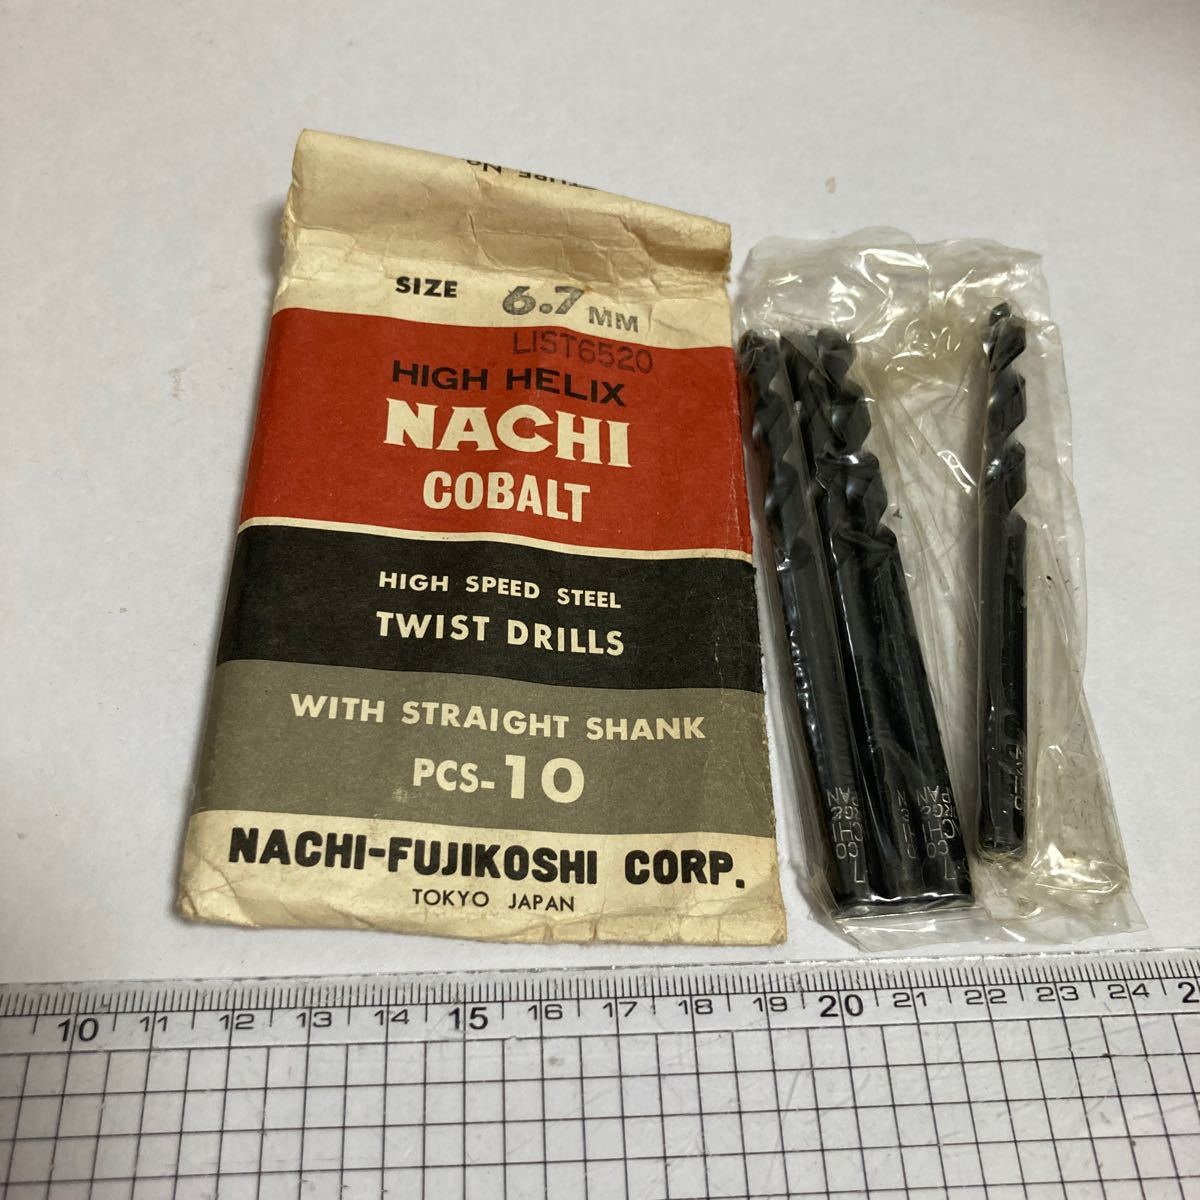 SIZE 6.7 MM
LIST6520
HIGH HELIX
NACHI
COBALT
HIGH SPEED STEEL
TWIST DRILLS
WITH STRAIGHT SHANK
PCS-10
NACHI-FUJIKOSHI CORP.
TOKYO JAPAN
10 11 12 13 14 15 16 17 18 19 20 21 22 23 24